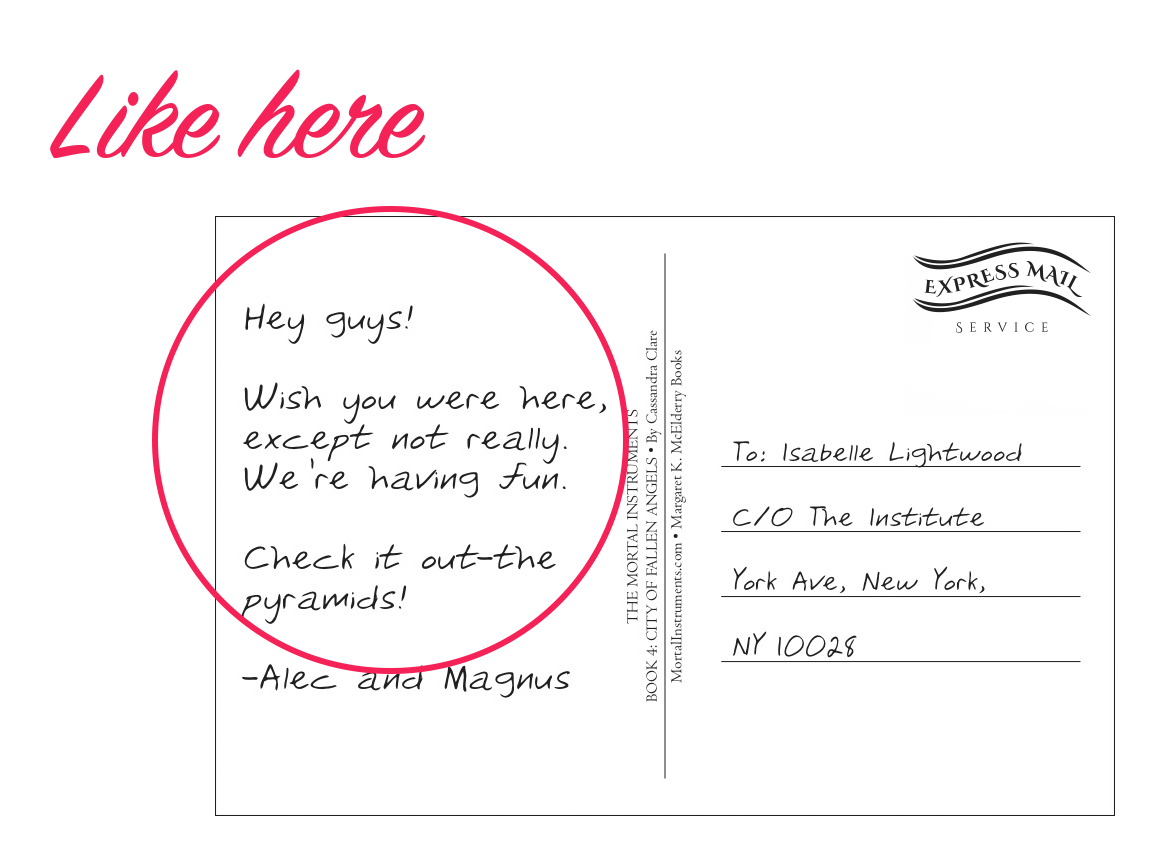 Like here
Hey guys!
Wish you were here,
except not really.
We're having fun.
Check it out-the
pyramids!
-Alec and Magnus
THE MORTAL INSTRUMENTS
BOOK 4: CITY OF FALLEN ANGELS • By Cassandra Clare
MortalInstruments.com • Margaret K. McElderry Books
EXPRESS MAIL
SERVICE
To: Isabelle Lightwood
C/O The Institute
York Ave, New York,
NY 10028